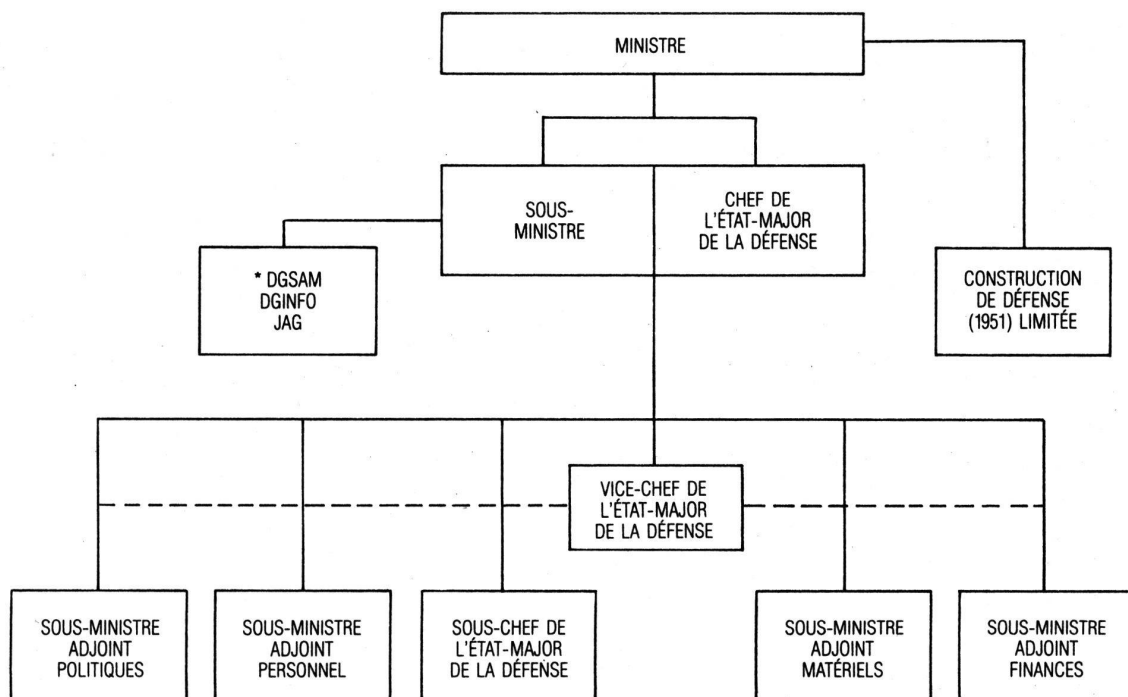 MINISTRE
SOUS-
MINISTRE
CHEF DE
L'ÉTAT-MAJOR
DE LA DÉFENSE
* DGSAM
DGINFO
JAG
CONSTRUCTION
DE DÉFENSE
(1951) LIMITÉE
VICE-CHEF DE
L'ÉTAT-MAJOR
DE LA DÉFENSE
SOUS-MINISTRE
ADJOINT
POLITIQUES
SOUS-MINISTRE
ADJOINT
PERSONNEL
SOUS-CHEF DE
L'ÉTAT-MAJOR
DE LA DÉFENSE
SOUS-MINISTRE
ADJOINT
MATÉRIELS
SOUS-MINISTRE
ADJOINT
FINANCES